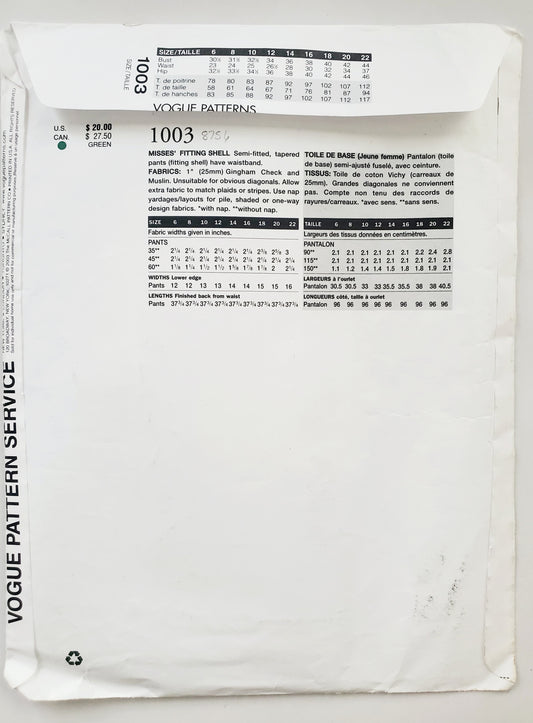 SIZE/TAILLE 6 8 10 12 14 16 18 20 22
Bust 30½ 31½ 32½ 34 36 38 40 42 44
Waist 23 24 25 26½ 28 30 32 34 37
Hip 32½ 33½ 34½ 36 38 40 42 44 46
T. de poitrine 78 80 83 87 92 97 102 107 112
T. de taille 58 61 64 67 71 76 81 87 94
T. de hanches 83 85 88 92 97 102 107 112 117
SIZE/TAILLE
1003
VOGUE PATTERNS
U.S. $ 20.00
CAN. $ 27.50
GREEN
1003 8756
MISSES' FITTING SHELL Semi-fitted, tapered
pants (fitting shell) have waistband.
FABRICS: 1" (25mm) Gingham Check and
Muslin. Unsuitable for obvious diagonals. Allow
extra fabric to match plaids or stripes. Use nap
yardages/layouts for pile, shaded or one-way
design fabrics. *with nap. **without nap.
SIZE 6 8 10 12 14 16 18 20 22
Fabric widths given in inches.
PANTS
35** 2¼ 2¼ 2¼ 2¼ 2¼ 2¼ 2⅜ 2⅝ 3
45** 2¼ 2¼ 2¼ 2¼ 2¼ 2¼ 2¼ 2¼ 2¼
60** 1⅛ 1¼ 1½ 1½ 1⅝ 1⅞ 1⅞ 2 2¼
WIDTHS Lower edge
Pants 12 12 13 13 14 14 15 15 16
LENGTHS Finished back from waist
Pants 37¾ 37¾ 37¾ 37¾ 37¾ 37¾ 37¾ 37¾ 37¾
TOILE DE BASE (Jeune femme) Pantalon (toile
de base) semi-ajusté fuselé, avec ceinture.
TISSUS: Toile de coton Vichy (carreaux de
25mm). Grandes diagonales ne conviennent
pas. Compte non tenu des raccords de
rayures/carreaux. *avec sens. **sans sens.
TAILLE 6 8 10 12 14 16 18 20 22
Largeurs des tissus données en centimètres.
PANTALON
90** 2.1 2.1 2.1 2.1 2.1 2.1 2.2 2.4 2.8
115** 2.1 2.1 2.1 2.1 2.1 2.1 2.1 2.1 2.1
150** 1.1 1.2 1.4 1.4 1.5 1.8 1.8 1.9 2.1
LARGEURS à l'ourlet
Pantalon 30.5 30.5 33 33 35.5 35.5 38 38 40.5
LONGUEURS côté, taille à ourlet
Pantalon 96 96 96 96 96 96 96 96 96
VOGUE PATTERN SERVICE